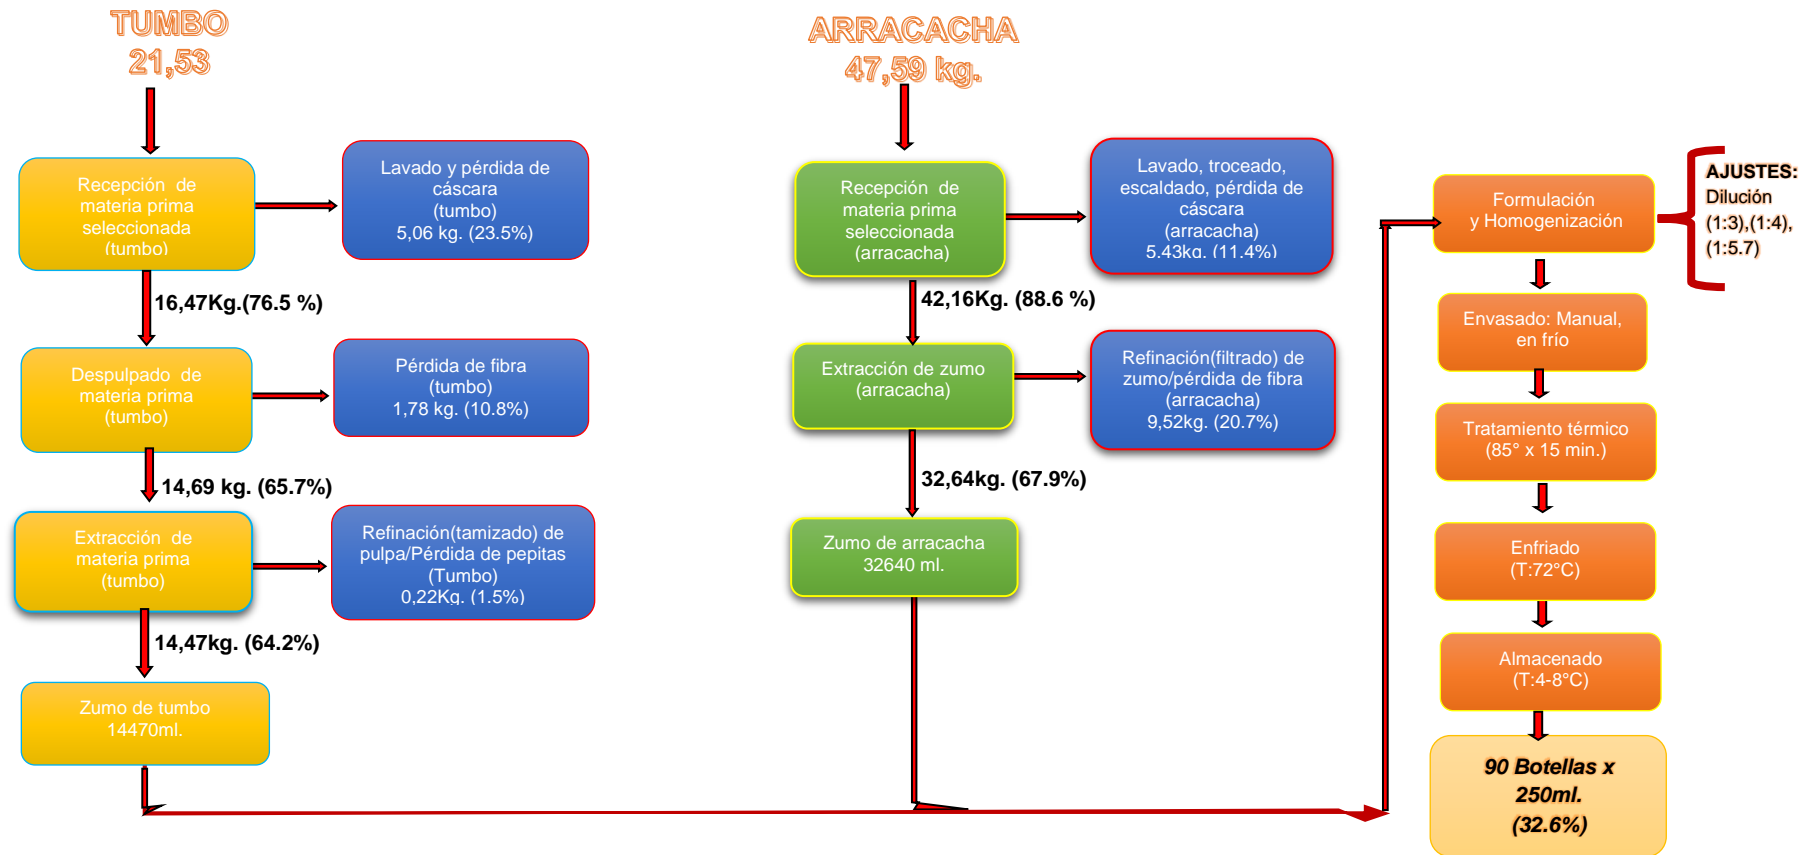 TUMBO
21,53
Recepción de
materia prima
seleccionada
(tumbo)
Lavado y pérdida de
cáscara
(tumbo)
5,06 kg. (23.5%)
16,47Kg.(76.5 %)
Despulpado de
materia prima
(tumbo)
Pérdida de fibra
(tumbo)
1,78 kg. (10.8%)
14,69 kg. (65.7%)
Extracción de
materia prima
(tumbo)
Refinación(tamizado) de
pulpa/Pérdida de pepitas
(Tumbo)
0,22Kg. (1.5%)
14,47kg. (64.2%)
Zumo de tumbo
14470ml.
ARRACACHA
47,59 kg.
Recepción de
materia prima
seleccionada
(arracacha)
Lavado, troceado,
escaldado, pérdida de
cáscara
(arracacha)
5.43kg. (11.4%)
42,16Kg. (88.6 %)
Extracción de zumo
(arracacha)
Refinación(filtrado) de
zumo/pérdida de fibra
(arracacha)
9,52kg. (20.7%)
32,64kg. (67.9%)
Zumo de arracacha
32640 ml.
Formulación
y Homogenización
AJUSTES:
Dilución
(1:3),(1:4),
(1:5.7)
Envasado: Manual,
en frío
Tratamiento térmico
(85° x 15 min.)
Enfriado
(T:72°C)
Almacenado
(T:4-8°C)
90 Botellas x
250ml.
(32.6%)